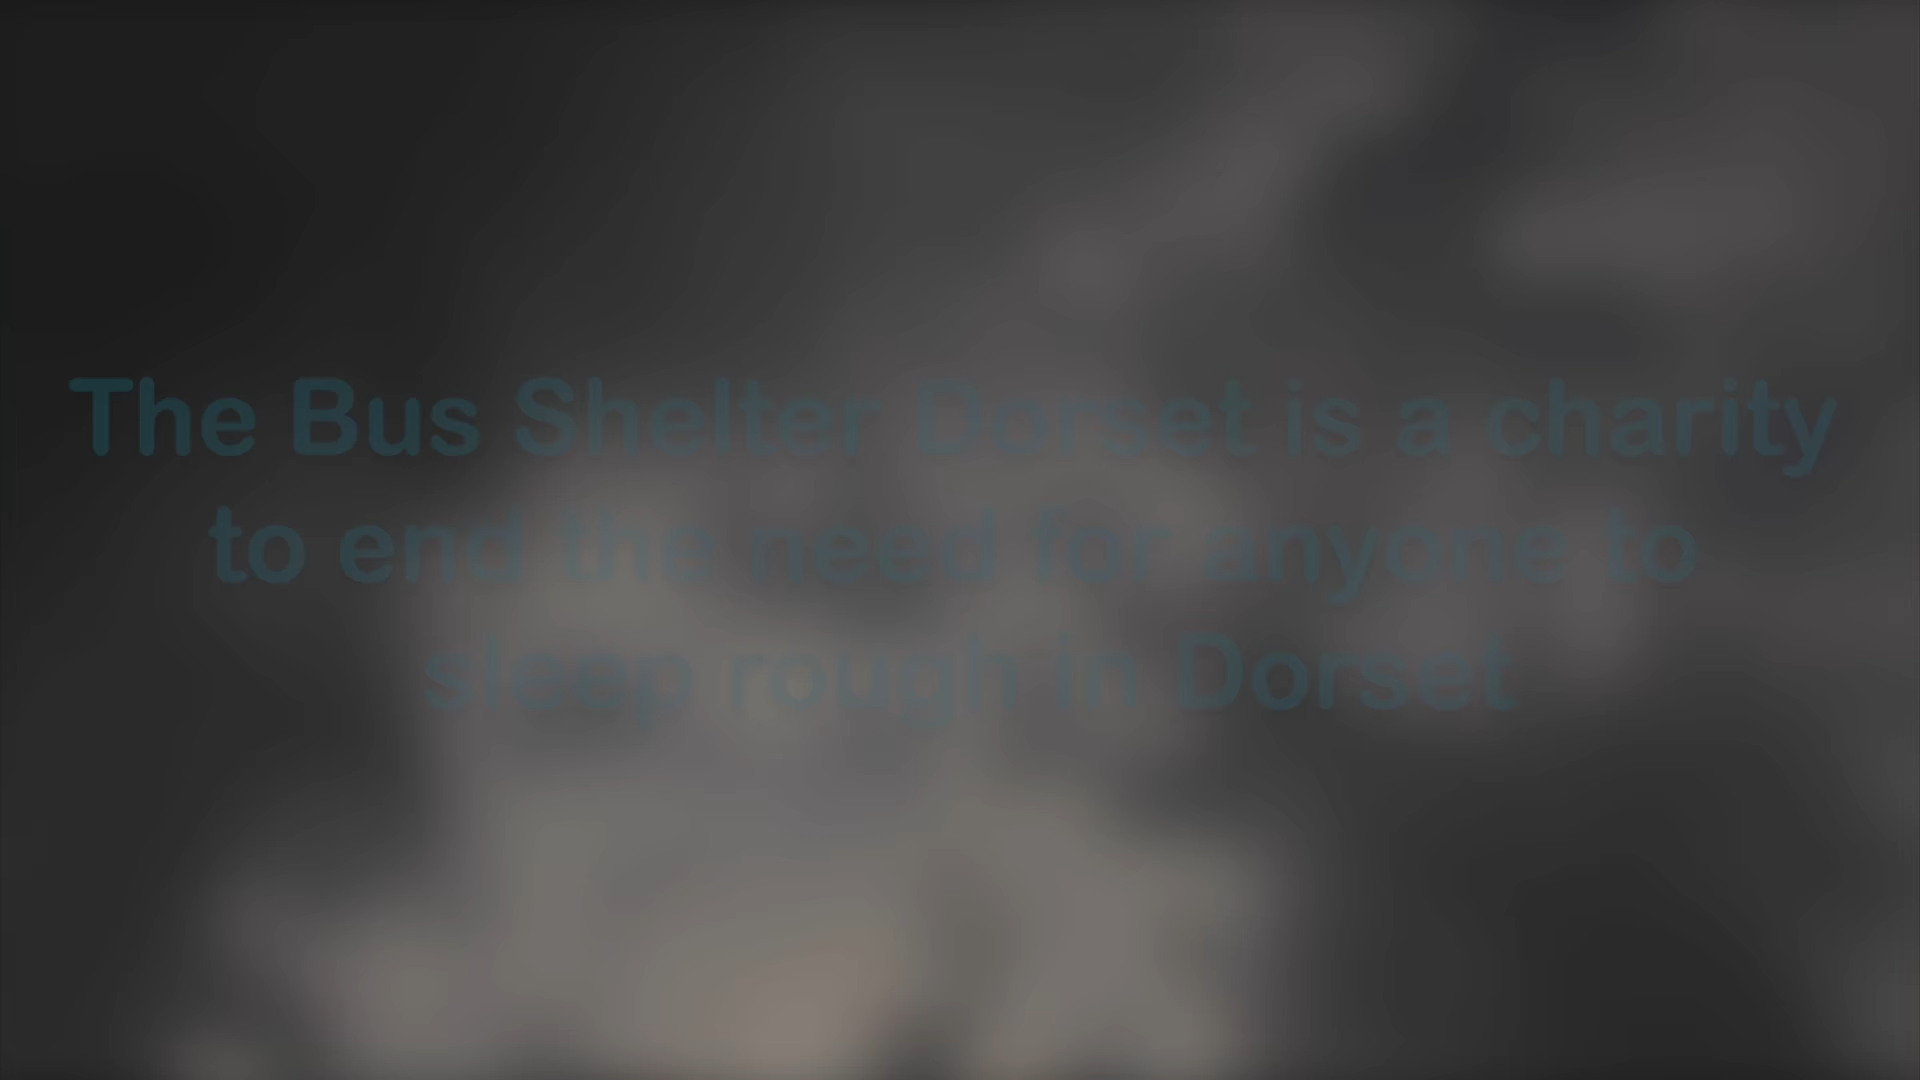 The Bus Shelter Dorset is a charity
to end the need for anyone to
sleep rough in Dorset